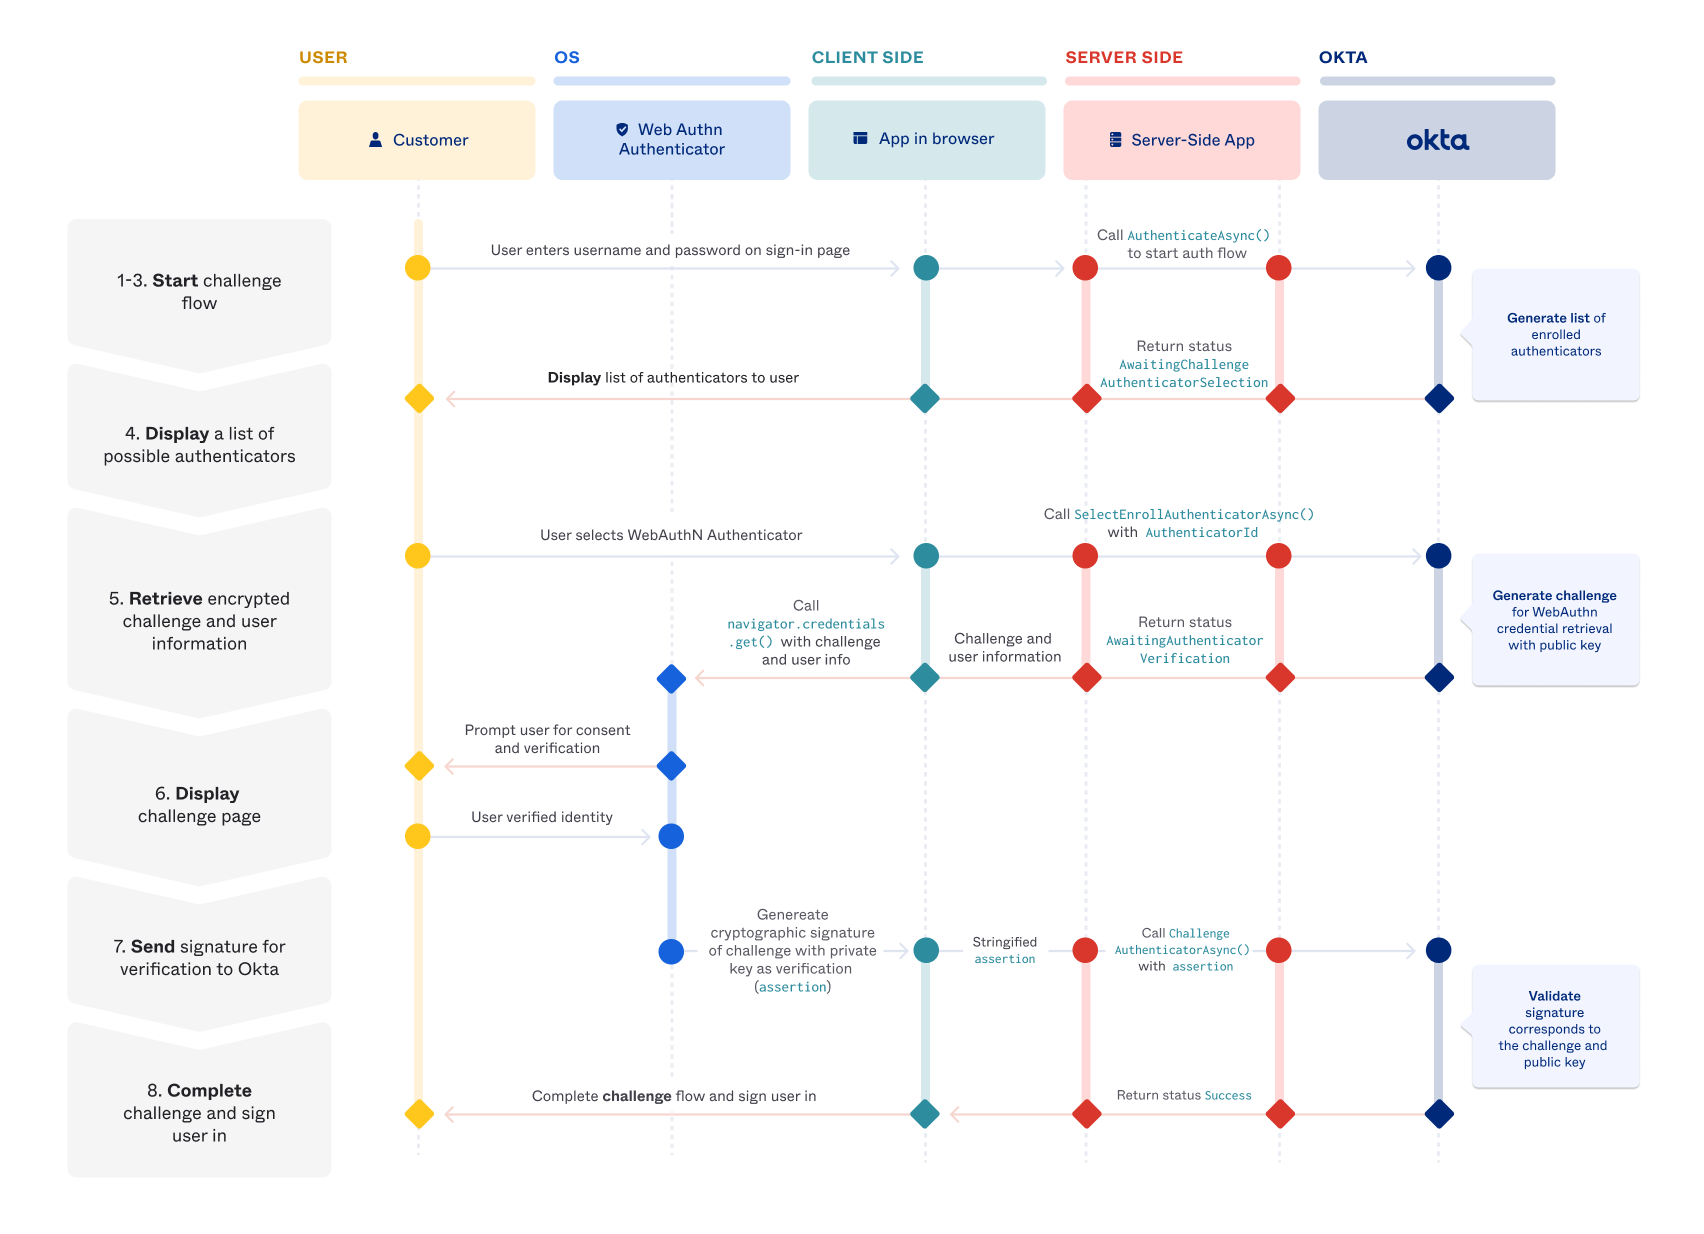 USER
OS
CLIENT SIDE
SERVER SIDE
OKTA
Customer
Web Authn
Authenticator
App in browser
Server-Side App
okta
1-3. Start challenge
flow
User enters username and password on sign-in page
Call AuthenticateAsync()
to start auth flow
Generate list of
enrolled
authenticators
Display list of authenticators to user
Return status
AwaitingChallenge
AuthenticatorSelection
4. Display a list of
possible authenticators
User selects WebAuthN Authenticator
Call SelectEnrollAuthenticatorAsync()
with AuthenticatorId
5. Retrieve encrypted
challenge and user
information
Call
navigator.credentials
.get() with challenge
and user info
Challenge and
user information
Return status
AwaitingAuthenticator
Verification
Generate challenge
for WebAuthn
credential retrieval
with public key
Prompt user for consent
and verification
6. Display
challenge page
User verified identity
7. Send signature for
verification to Okta
Genereate
cryptographic signature
of challenge with private
key as verification
(assertion)
Stringified
assertion
Call Challenge
AuthenticatorAsync()
with assertion
Validate
signature
corresponds to
the challenge and
public key
8. Complete
challenge and sign
user in
Complete challenge flow and sign user in
Return status Success